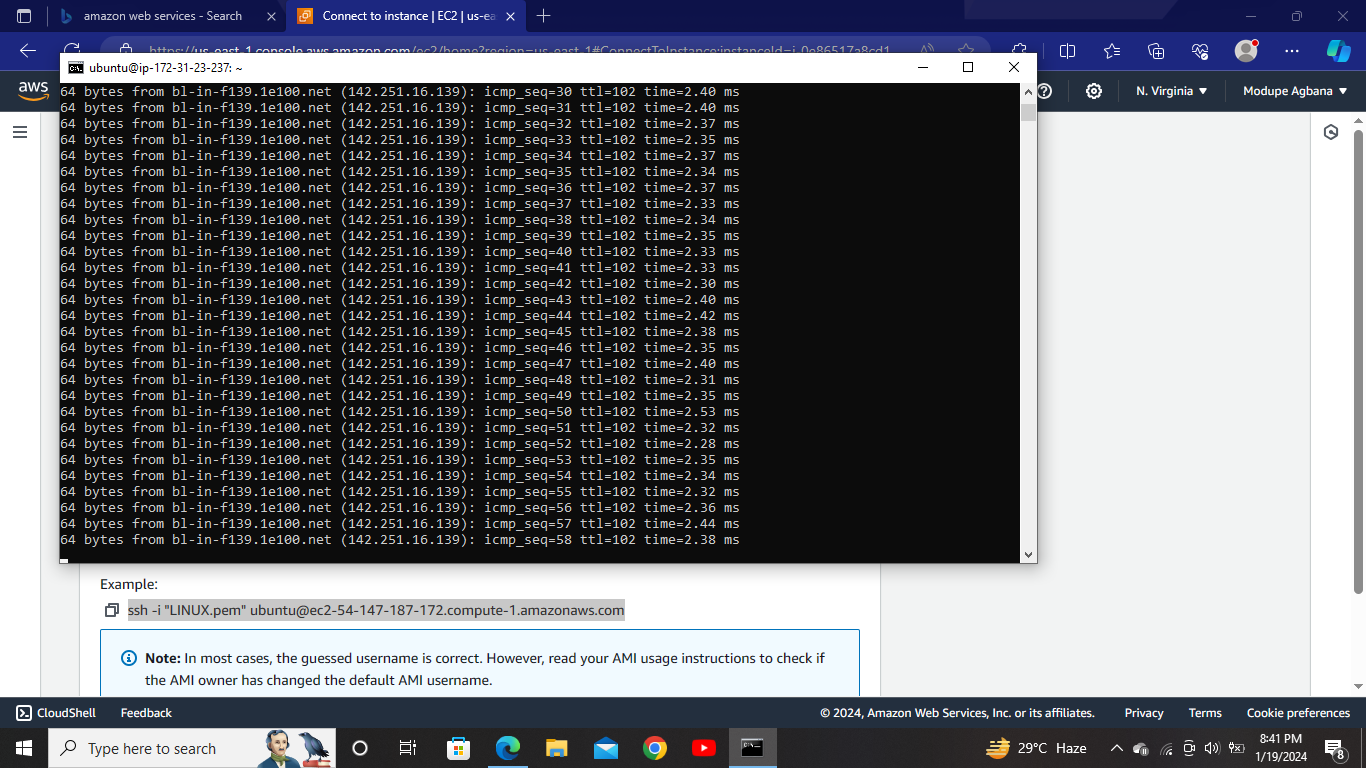 amazon web services - Search
Connect to instance | EC2 | us-ea
https://us-east-1.console.aws.amazon.com/ec2/home?region=us-east-1#ConnectToInstance:instanceId=i-0e86517a8cd1
ubuntu@ip-172-31-23-237: ~
aws
N. Virginia
Modupe Agbana
64 bytes from bl-in-f139.1e100.net (142.251.16.139): icmp_seq=30 ttl=102 time=2.40 ms
64 bytes from bl-in-f139.1e100.net (142.251.16.139): icmp_seq=31 ttl=102 time=2.40 ms
64 bytes from bl-in-f139.1e100.net (142.251.16.139): icmp_seq=32 ttl=102 time=2.37 ms
64 bytes from bl-in-f139.1e100.net (142.251.16.139): icmp_seq=33 ttl=102 time=2.35 ms
64 bytes from bl-in-f139.1e100.net (142.251.16.139): icmp_seq=34 ttl=102 time=2.37 ms
64 bytes from bl-in-f139.1e100.net (142.251.16.139): icmp_seq=35 ttl=102 time=2.34 ms
64 bytes from bl-in-f139.1e100.net (142.251.16.139): icmp_seq=36 ttl=102 time=2.37 ms
64 bytes from bl-in-f139.1e100.net (142.251.16.139): icmp_seq=37 ttl=102 time=2.33 ms
64 bytes from bl-in-f139.1e100.net (142.251.16.139): icmp_seq=38 ttl=102 time=2.34 ms
64 bytes from bl-in-f139.1e100.net (142.251.16.139): icmp_seq=39 ttl=102 time=2.35 ms
64 bytes from bl-in-f139.1e100.net (142.251.16.139): icmp_seq=40 ttl=102 time=2.33 ms
64 bytes from bl-in-f139.1e100.net (142.251.16.139): icmp_seq=41 ttl=102 time=2.33 ms
64 bytes from bl-in-f139.1e100.net (142.251.16.139): icmp_seq=42 ttl=102 time=2.30 ms
64 bytes from bl-in-f139.1e100.net (142.251.16.139): icmp_seq=43 ttl=102 time=2.40 ms
64 bytes from bl-in-f139.1e100.net (142.251.16.139): icmp_seq=44 ttl=102 time=2.42 ms
64 bytes from bl-in-f139.1e100.net (142.251.16.139): icmp_seq=45 ttl=102 time=2.38 ms
64 bytes from bl-in-f139.1e100.net (142.251.16.139): icmp_seq=46 ttl=102 time=2.35 ms
64 bytes from bl-in-f139.1e100.net (142.251.16.139): icmp_seq=47 ttl=102 time=2.40 ms
64 bytes from bl-in-f139.1e100.net (142.251.16.139): icmp_seq=48 ttl=102 time=2.31 ms
64 bytes from bl-in-f139.1e100.net (142.251.16.139): icmp_seq=49 ttl=102 time=2.35 ms
64 bytes from bl-in-f139.1e100.net (142.251.16.139): icmp_seq=50 ttl=102 time=2.53 ms
64 bytes from bl-in-f139.1e100.net (142.251.16.139): icmp_seq=51 ttl=102 time=2.32 ms
64 bytes from bl-in-f139.1e100.net (142.251.16.139): icmp_seq=52 ttl=102 time=2.28 ms
64 bytes from bl-in-f139.1e100.net (142.251.16.139): icmp_seq=53 ttl=102 time=2.35 ms
64 bytes from bl-in-f139.1e100.net (142.251.16.139): icmp_seq=54 ttl=102 time=2.34 ms
64 bytes from bl-in-f139.1e100.net (142.251.16.139): icmp_seq=55 ttl=102 time=2.32 ms
64 bytes from bl-in-f139.1e100.net (142.251.16.139): icmp_seq=56 ttl=102 time=2.36 ms
64 bytes from bl-in-f139.1e100.net (142.251.16.139): icmp_seq=57 ttl=102 time=2.44 ms
64 bytes from bl-in-f139.1e100.net (142.251.16.139): icmp_seq=58 ttl=102 time=2.38 ms
Example:
ssh -i "LINUX.pem" ubuntu@ec2-54-147-187-172.compute-1.amazonaws.com
Note: In most cases, the guessed username is correct. However, read your AMI usage instructions to check if
the AMI owner has changed the default AMI username.
CloudShell
Feedback
© 2024, Amazon Web Services, Inc. or its affiliates.
Privacy
Terms
Cookie preferences
Type here to search
29°C Haze
8:41 PM
1/19/2024
8